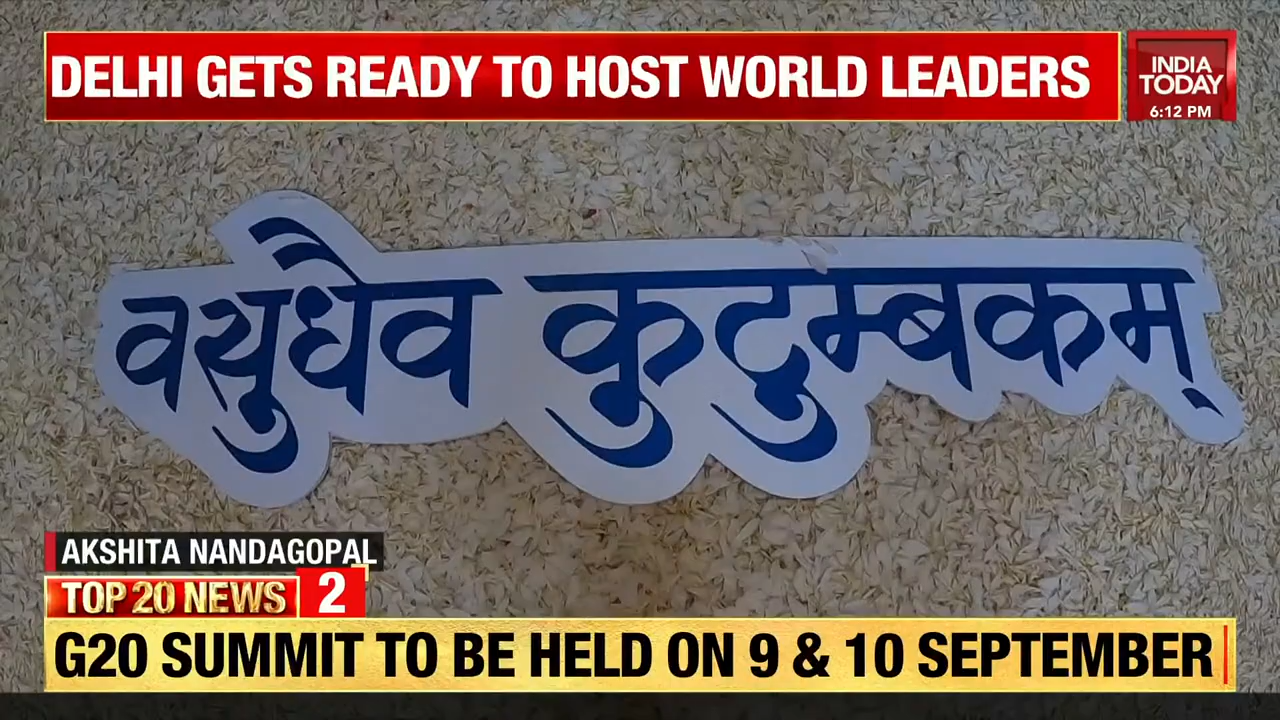 DELHI GETS READY TO HOST WORLD LEADERS
INDIA
TODAY
6:12 PM
वसुधैव कुटुम्बकम्
AKSHITA NANDAGOPAL
TOP 20 NEWS 2
G20 SUMMIT TO BE HELD ON 9 & 10 SEPTEMBER